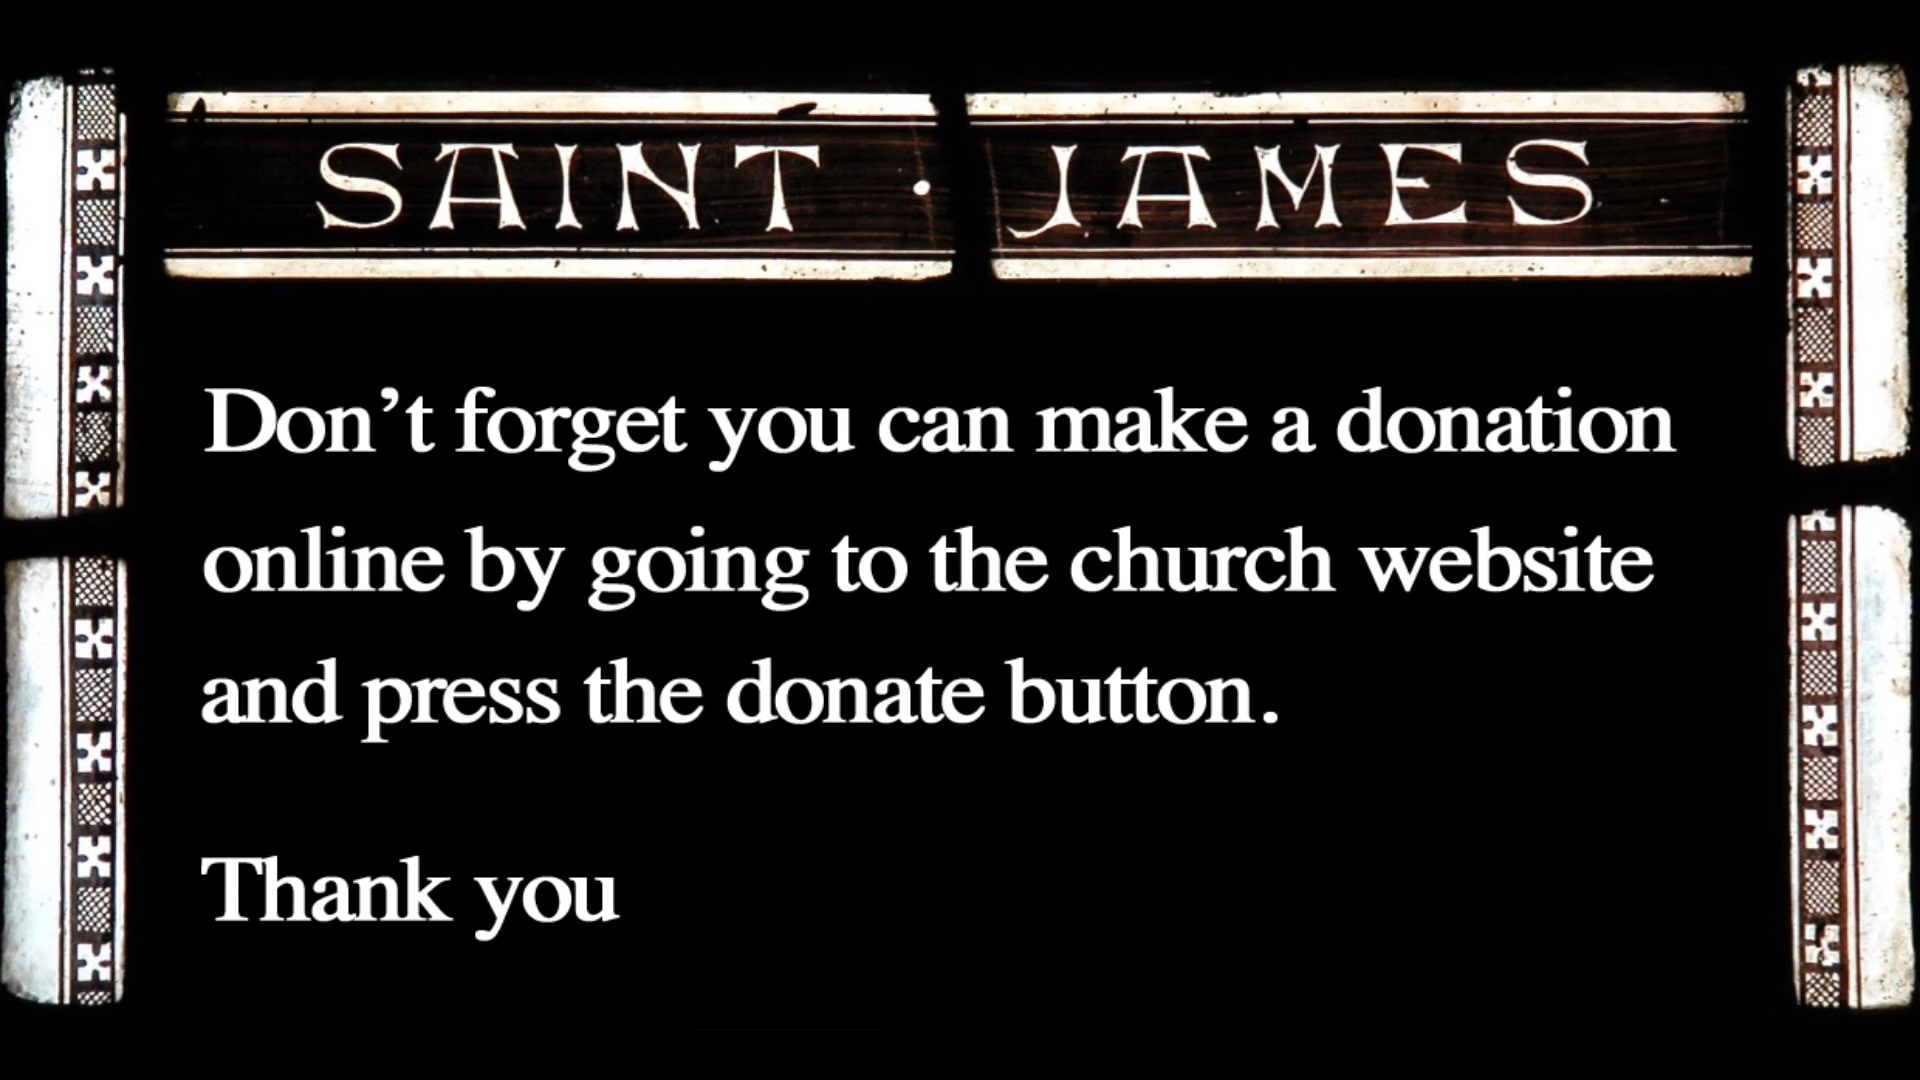 SAINT · JAMES
Don’t forget you can make a donation
online by going to the church website
and press the donate button.
Thank you